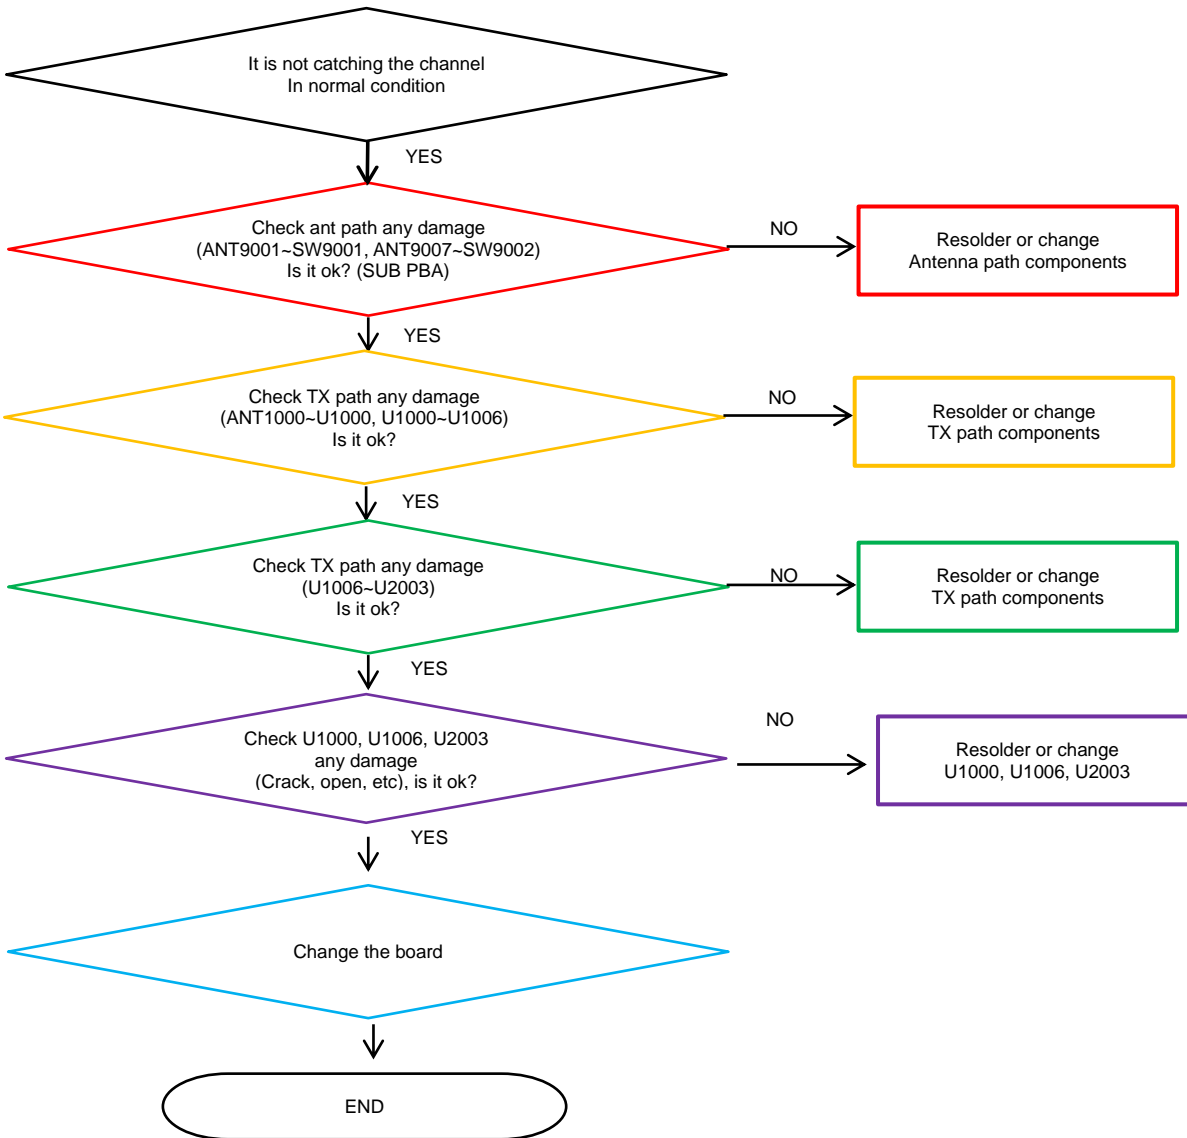 It is not catching the channel
In normal condition
YES
Check ant path any damage
(ANT9001~SW9001, ANT9007~SW9002)
Is it ok? (SUB PBA)
NO
Resolder or change
Antenna path components
YES
Check TX path any damage
(ANT1000~U1000, U1000~U1006)
Is it ok?
NO
Resolder or change
TX path components
YES
Check TX path any damage
(U1006~U2003)
Is it ok?
NO
Resolder or change
TX path components
YES
Check U1000, U1006, U2003
any damage
(Crack, open, etc), is it ok?
NO
Resolder or change
U1000, U1006, U2003
YES
Change the board
END